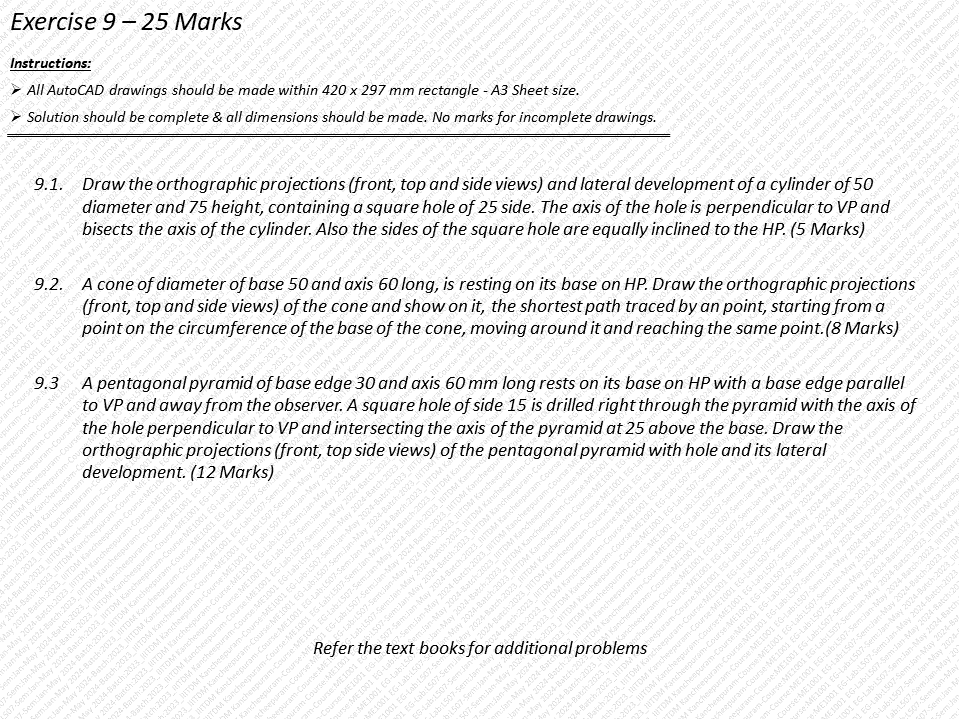 Exercise 9 – 25 Marks
Instructions:
➢ All AutoCAD drawings should be made within 420 x 297 mm rectangle - A3 Sheet size.
➢ Solution should be complete & all dimensions should be made. No marks for incomplete drawings.
9.1. Draw the orthographic projections (front, top and side views) and lateral development of a cylinder of 50
diameter and 75 height, containing a square hole of 25 side. The axis of the hole is perpendicular to VP and
bisects the axis of the cylinder. Also the sides of the square hole are equally inclined to the HP. (5 Marks)
9.2. A cone of diameter of base 50 and axis 60 long, is resting on its base on HP. Draw the orthographic projections
(front, top and side views) of the cone and show on it, the shortest path traced by an point, starting from a
point on the circumference of the base of the cone, moving around it and reaching the same point.(8 Marks)
9.3 A pentagonal pyramid of base edge 30 and axis 60 mm long rests on its base on HP with a base edge parallel
to VP and away from the observer. A square hole of side 15 is drilled right through the pyramid with the axis of
the hole perpendicular to VP and intersecting the axis of the pyramid at 25 above the base. Draw the
orthographic projections (front, top side views) of the pentagonal pyramid with hole and its lateral
development. (12 Marks)
Refer the text books for additional problems